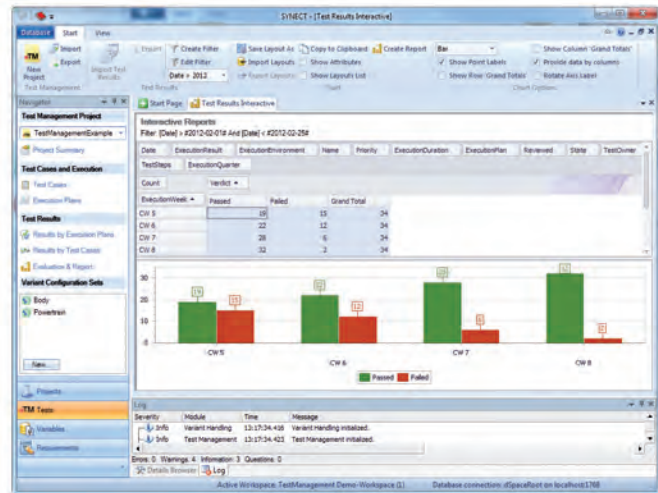 SYNECT - [Test Results Interactive]
Database Start View
New Project
Import
Export
Import Test Results
Test Management
Import
Create Filter
Edit Filter
Date > 2012
Test Results
Save Layout As
Import Layouts
Export Layouts
Copy to Clipboard
Show Attributes
Show Layouts List
Create Report
Bar
Show Point Labels
Show Row 'Grand Totals'
Show Column 'Grand Totals'
Provide data by columns
Rotate Axis Label
Chart Options
Navigator
Test Management Project
TestManagementExample
Project Summary
Test Cases and Execution
Test Cases
Execution Plans
Test Results
Results by Execution Plans
Results by Test Cases
Evaluation & Report
Variant Configuration Sets
Body
Powertrain
New...
Projects
TM Tests
Variables
Requirements
Start Page Test Results Interactive
Interactive Reports
Filter: [Date] > #2012-02-01# And [Date] < #2012-02-25#
Date ExecutionResult ExecutionEnvironment Name Priority ExecutionDuration ExecutionPlan Reviewed State TestOwner
TestSteps ExecutionQuarter
Count Verdict
ExecutionWeek Passed Failed Grand Total
CW 5 19 15 34
CW 6 22 12 34
CW 7 28 6 34
CW 8 32 2 34
30
20
10
19 15 22 12 28 6 32 2
CW 5 CW 6 CW 7 CW 8
Passed Failed
Log
Severity Module Time Message
Info Variant Handling 13:17:34.416 Variant Handling initialized.
Info Test Management 13:17:34.423 Test Management initialized.
Errors: 0 Warnings: 4 Information: 3 Questions: 0
Details Browser Log
Active Workspace: TestManagement Demo-Workspace (1) Database connection: dSpaceRoot on localhost:1768